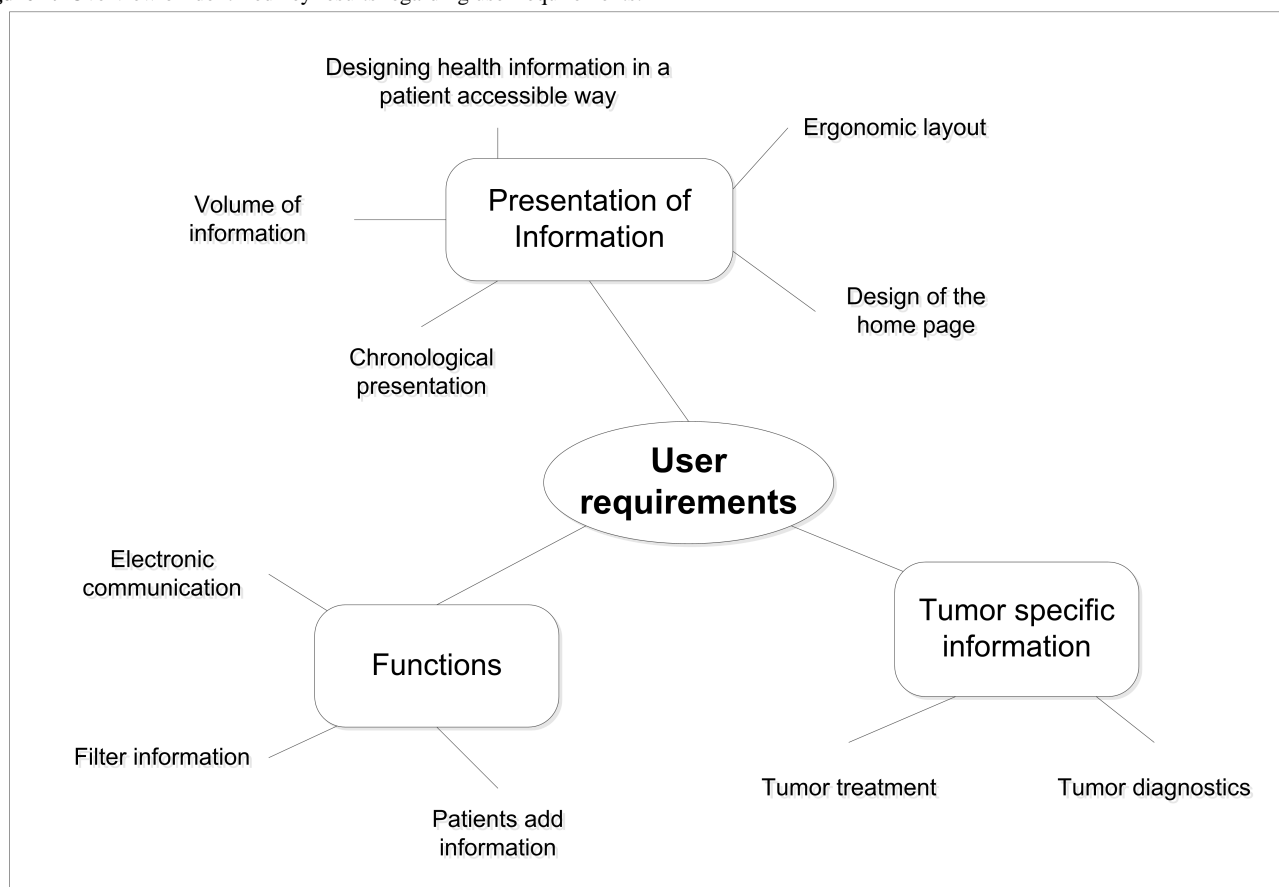 Designing health information in a
patient accessible way
Ergonomic layout
Presentation of
Information
Volume of
information
Design of the
home page
Chronological
presentation
User
requirements
Electronic
communication
Tumor specific
information
Functions
Filter information
Tumor treatment
Tumor diagnostics
Patients add
information